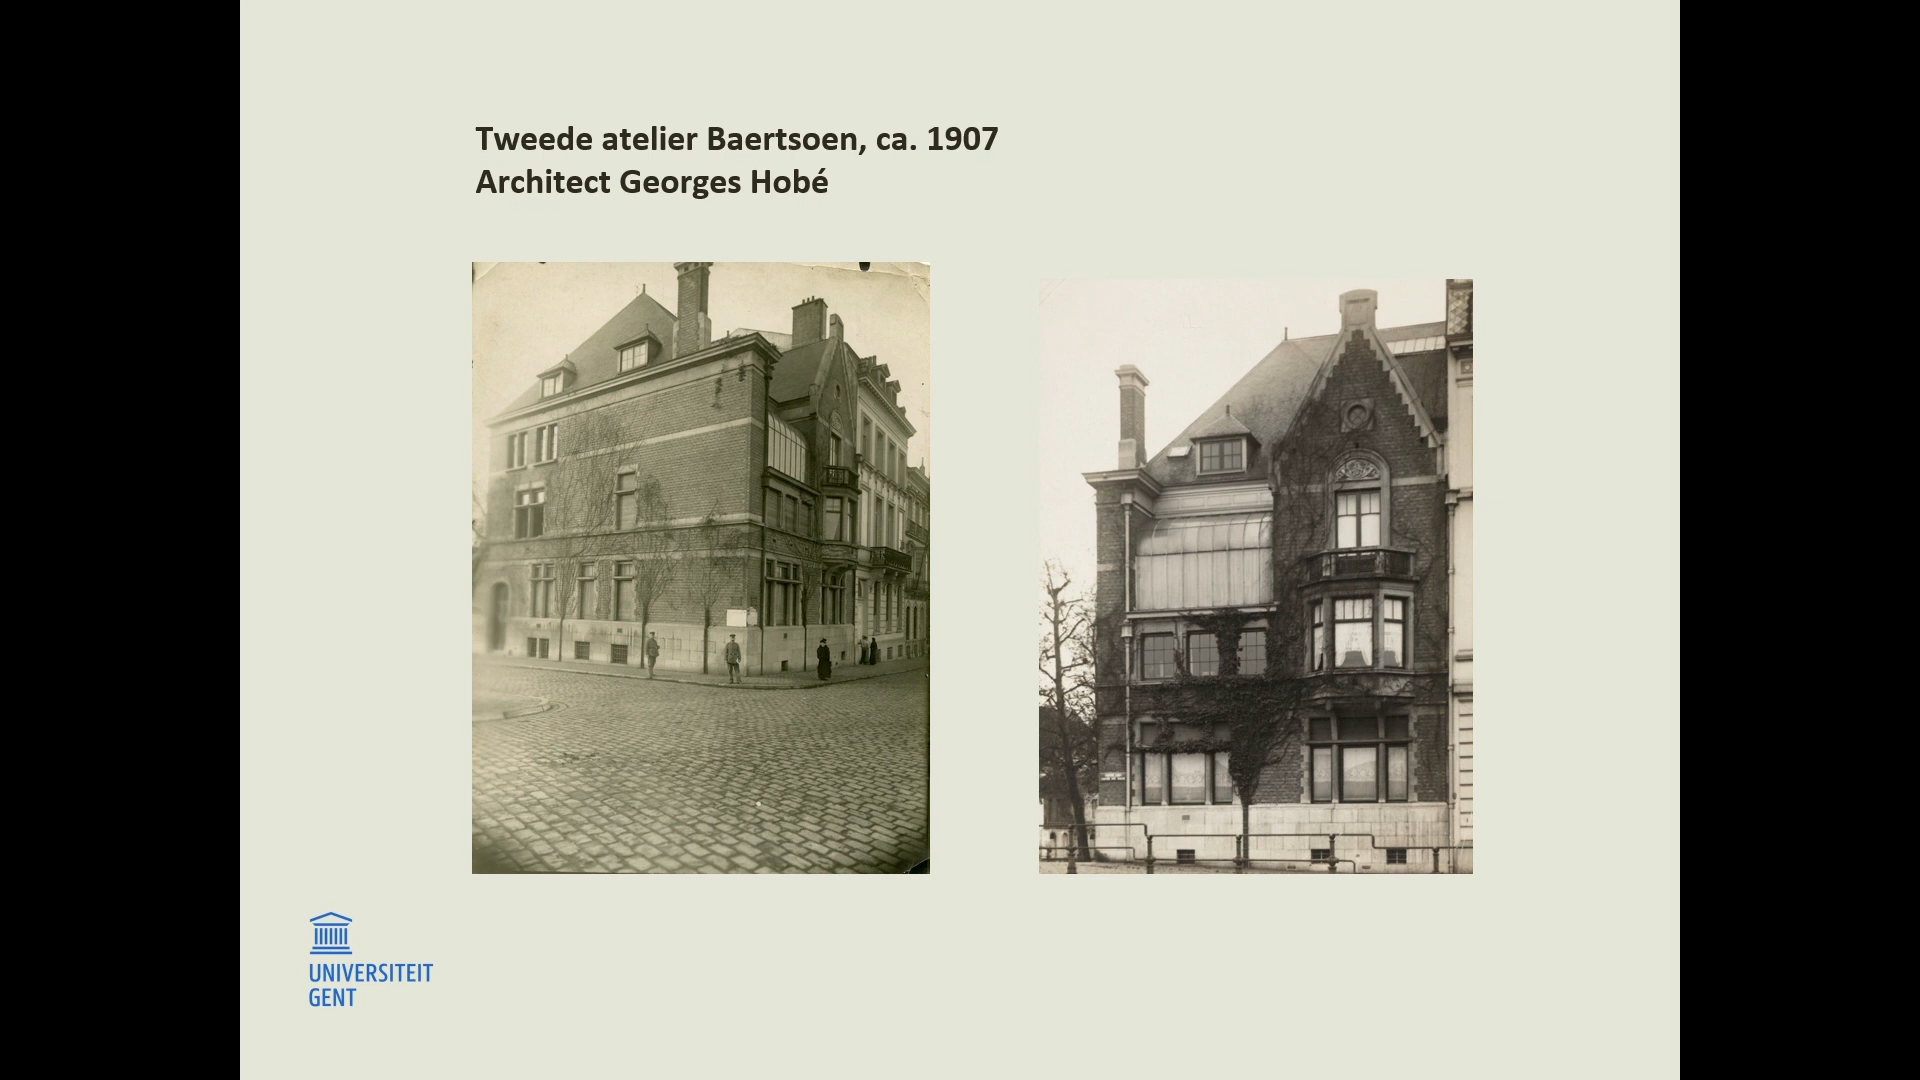 Tweede atelier Baertsoen, ca. 1907
Architect Georges Hobé
UNIVERSITEIT
GENT